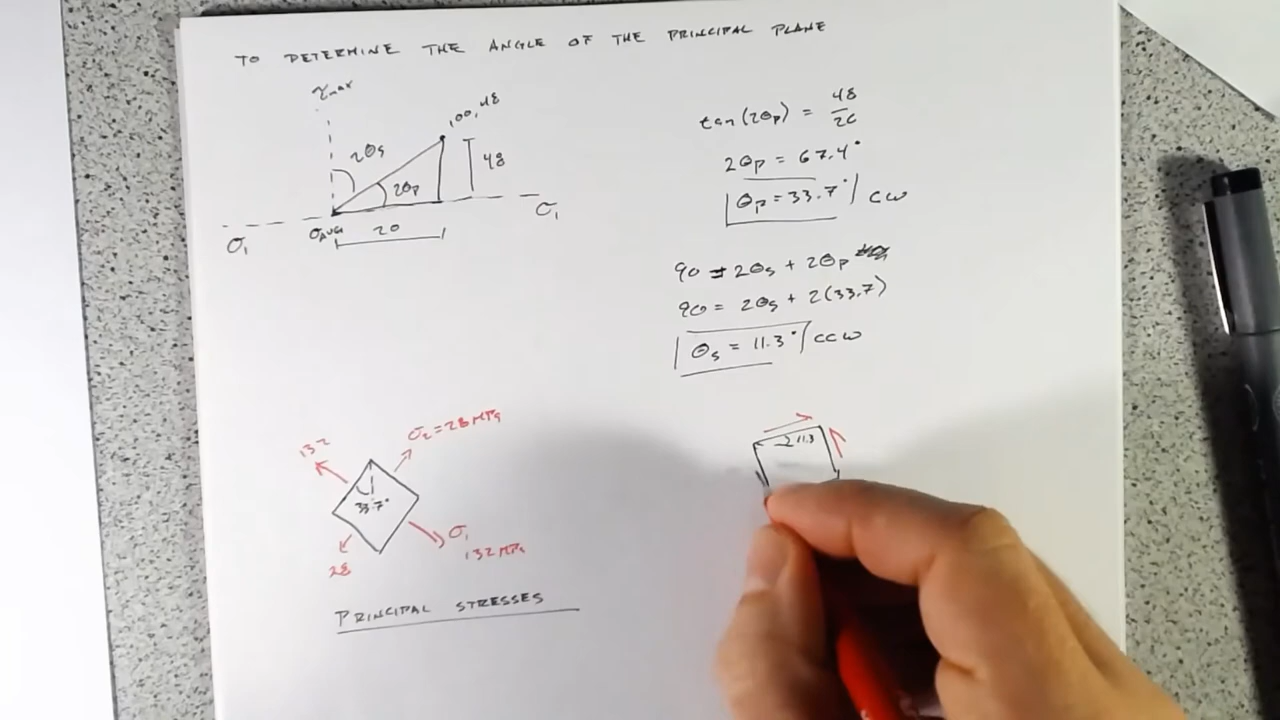 TO DETERMINE THE ANGLE OF THE PRINCIPAL PLANE
τmax
100, 48
2θs
48
2θp
σ1
σAVG
σ1
20
tan(2θp) = 48/20
2θp = 67.4°
θp = 33.7° CW
90 = 2θs + 2θp
90 = 2θs + 2(33.7)
θs = 11.3° CCW
σ2 = 28 MPa
132
33.7°
σ1
132 MPa
28
PRINCIPAL STRESSES
11.3